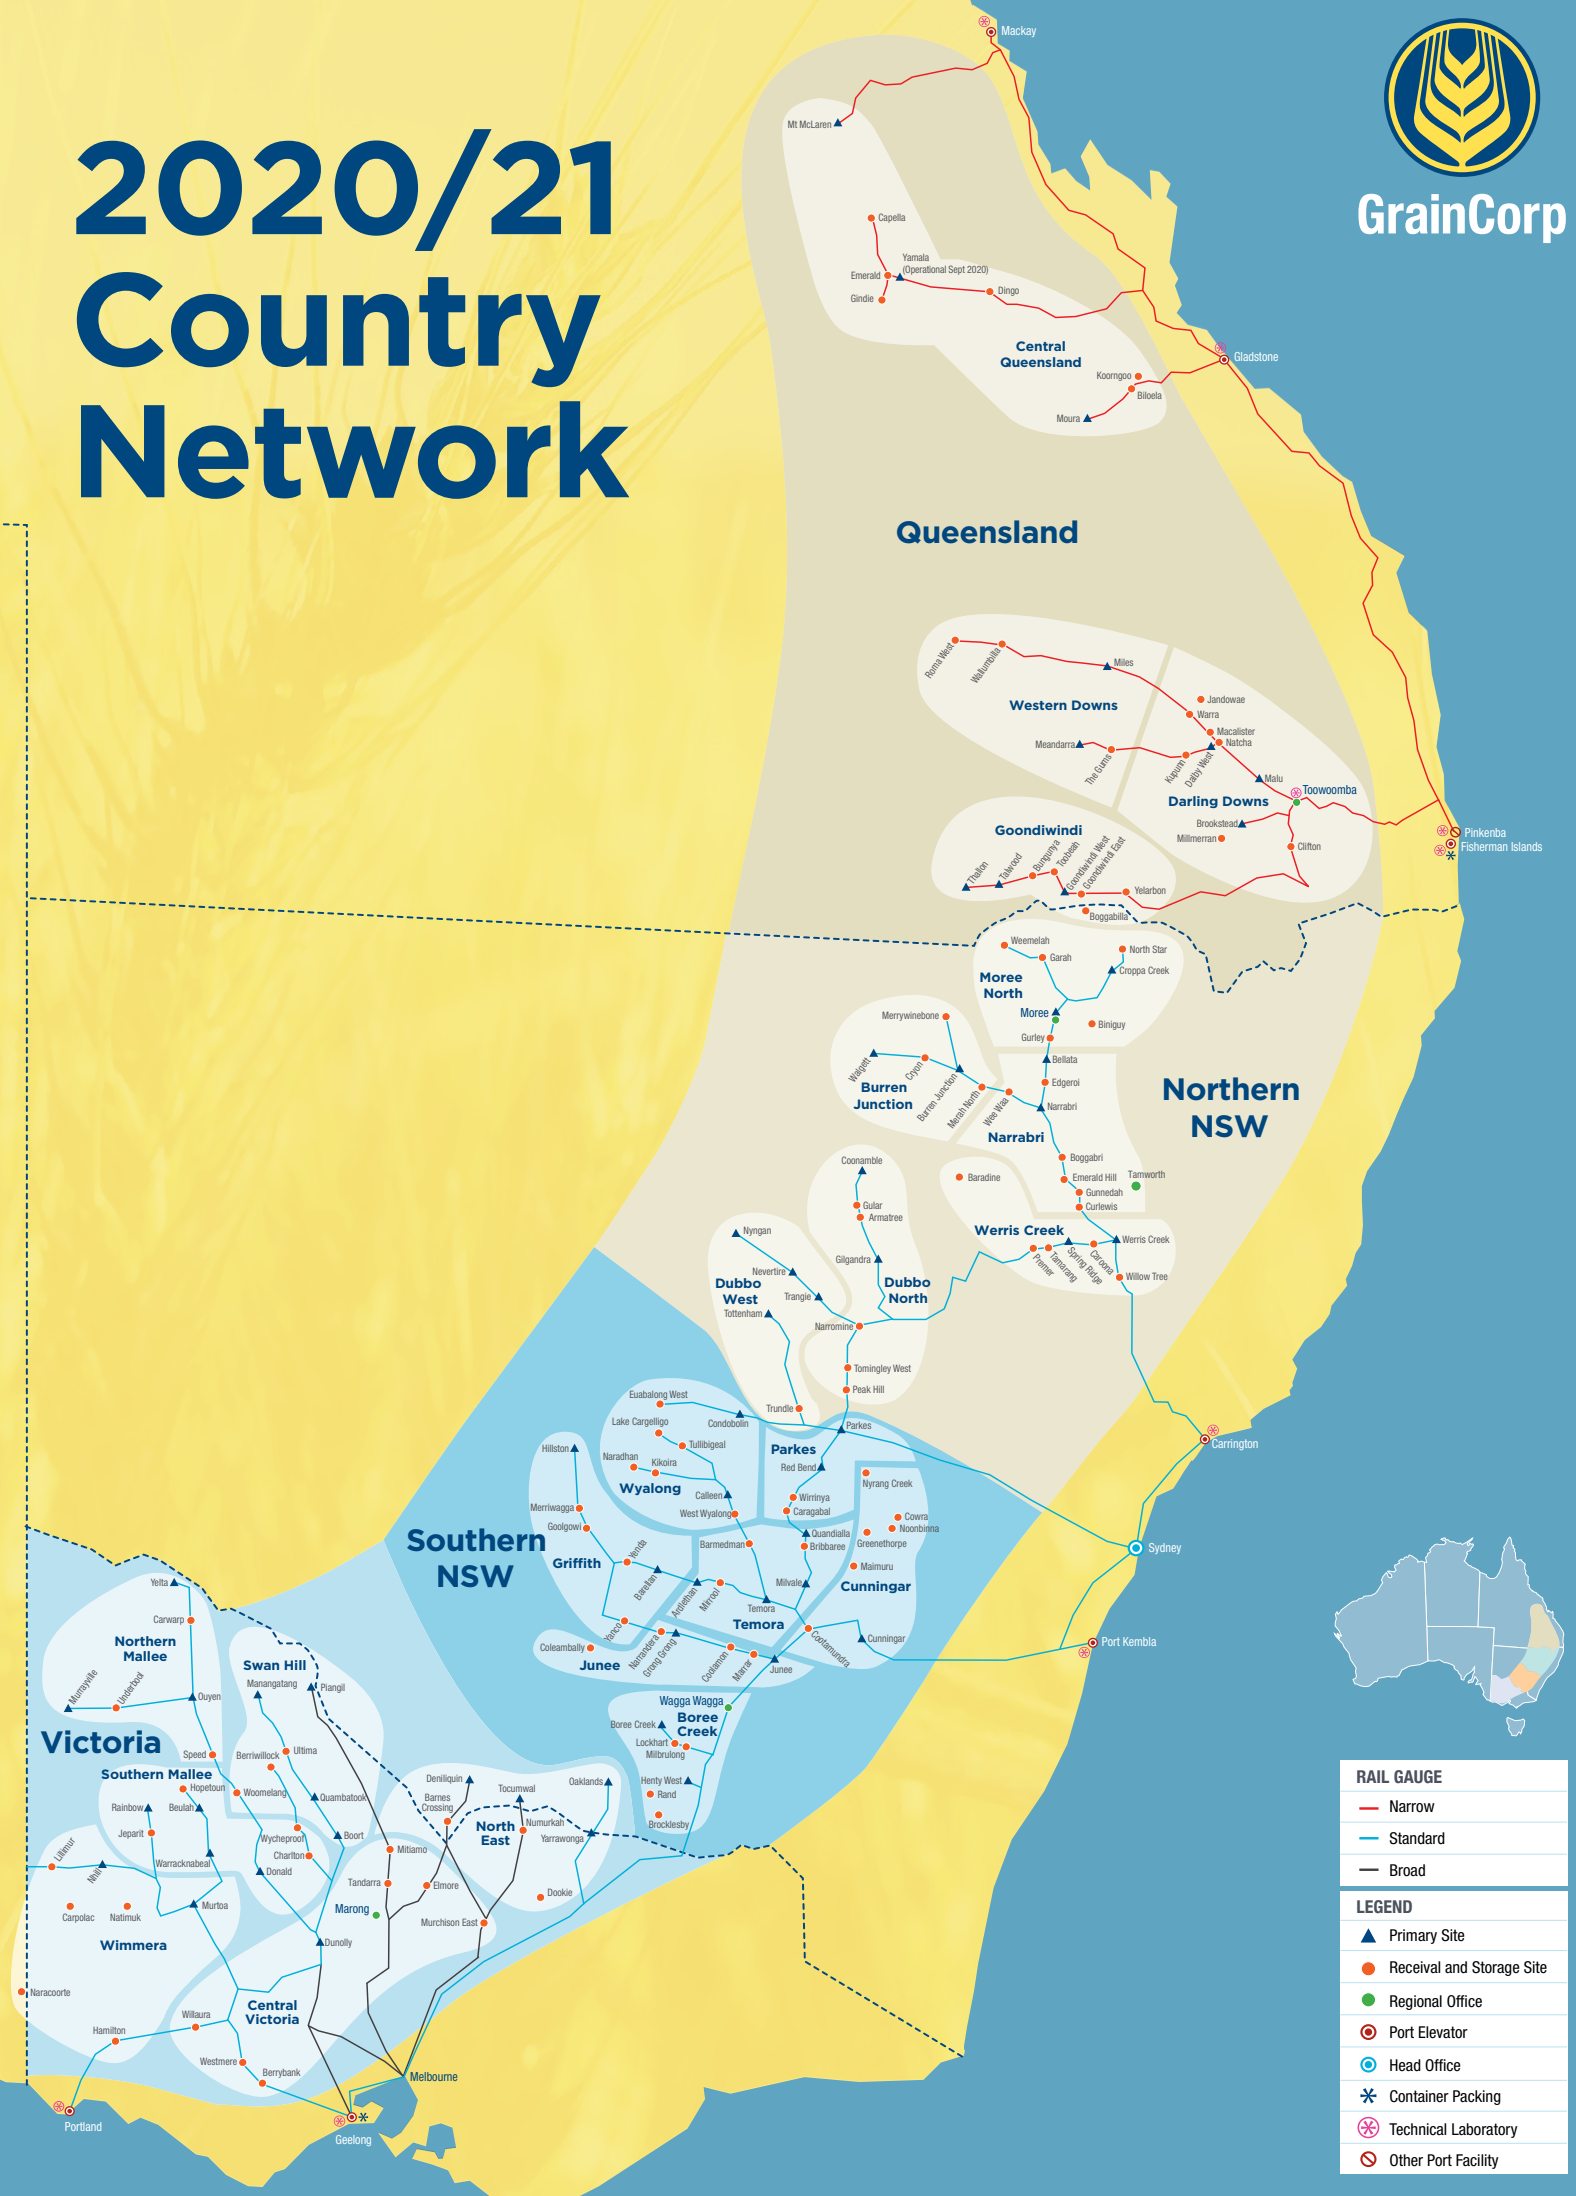 2020/21
Country
Network
GrainCorp
Mackay
Mt McLaren
Capella
Yamala
(Operational Sept 2020)
Emerald
Gindie
Dingo
Central
Queensland
Gladstone
Koorngoo
Biloela
Moura
Queensland
Roma West
Wallumbilla
Miles
Western Downs
Jandowae
Warra
Macalister
Natcha
Meandarra
The Gums
Kupunn
Dalby West
Malu
Toowoomba
Darling Downs
Brookstead
Millmerran
Clifton
Pinkenba
Fisherman Islands
Goondiwindi
Thallon
Talwood
Bungunya
Toobeah
Goondiwindi West
Goondiwindi East
Yelarbon
Boggabilla
Weemelah
Garah
North Star
Croppa Creek
Moree
North
Moree
Biniguy
Gurley
Merrywinebone
Walgett
Cryon
Burren Junction
Merah North
Wee Waa
Burren
Junction
Bellata
Edgeroi
Narrabri
Narrabri
Northern
NSW
Boggabri
Emerald Hill
Gunnedah
Curlewis
Tamworth
Baradine
Werris Creek
Premer
Tamarang
Spring Ridge
Caroona
Werris Creek
Willow Tree
Coonamble
Gular
Armatree
Gilgandra
Dubbo
North
Nyngan
Nevertire
Trangie
Dubbo
West
Tottenham
Narromine
Tomingley West
Peak Hill
Trundle
Carrington
Euabalong West
Condobolin
Lake Cargelligo
Tullibigeal
Naradhan
Kikoira
Wyalong
Calleen
West Wyalong
Parkes
Parkes
Red Bend
Wirrinya
Caragabal
Nyrang Creek
Cowra
Noonbinna
Greenethorpe
Maimuru
Cunningar
Quandialla
Bribbaree
Milvale
Hillston
Merriwagga
Goolgowi
Griffith
Yenda
Barellan
Ardlethan
Mirrool
Barmedman
Temora
Temora
Southern
NSW
Sydney
Port Kembla
Yanco
Narrandera
Grong Grong
Coolamon
Marrar
Junee
Cootamundra
Cunningar
Coleambally
Junee
Wagga Wagga
Boree
Creek
Boree Creek
Lockhart
Milbrulong
Henty West
Rand
Brocklesby
Yelta
Carwarp
Northern
Mallee
Murrayville
Underbool
Ouyen
Victoria
Speed
Swan Hill
Manangatang
Piangil
Berriwillock
Ultima
Woomelang
Quambatook
Wycheproof
Boort
Charlton
Donald
Southern Mallee
Hopetoun
Rainbow
Beulah
Jeparit
Warracknabeal
Lillimur
Nhill
Murtoa
Carpolac
Natimuk
Wimmera
Naracoorte
Deniliquin
Barnes
Crossing
Tocumwal
Oaklands
North
East
Numurkah
Yarrawonga
Dookie
Mitiamo
Tandarra
Elmore
Marong
Murchison East
Dunolly
Central
Victoria
Willaura
Hamilton
Westmere
Berrybank
Melbourne
Portland
Geelong
RAIL GAUGE
Narrow
Standard
Broad
LEGEND
Primary Site
Receival and Storage Site
Regional Office
Port Elevator
Head Office
Container Packing
Technical Laboratory
Other Port Facility